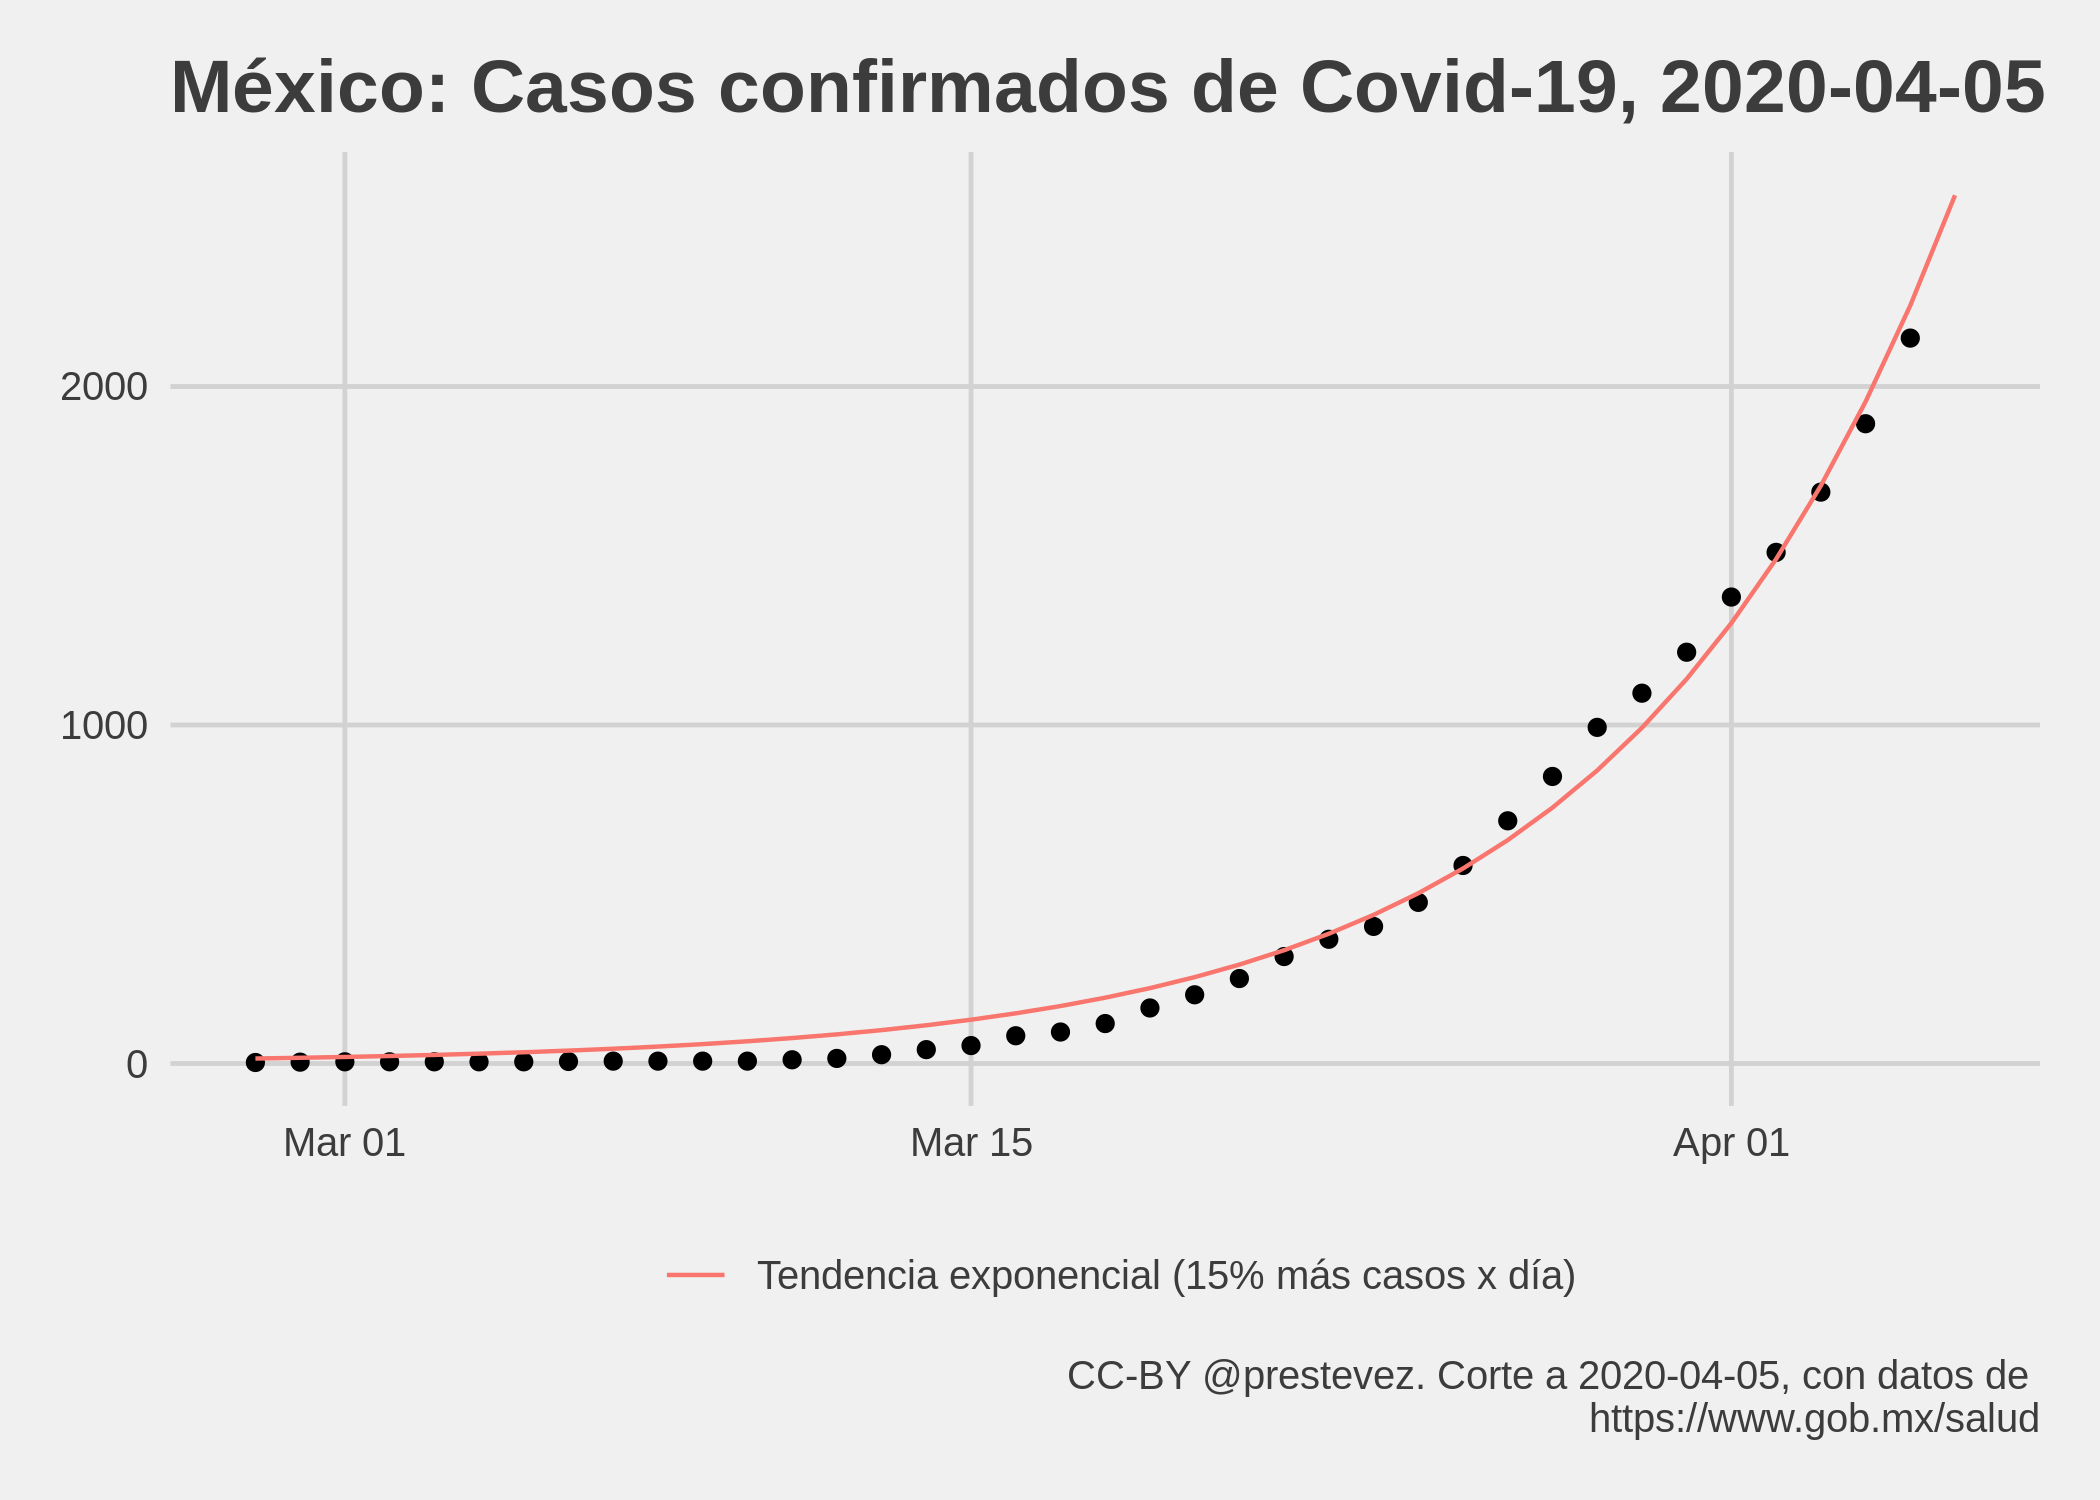 México: Casos confirmados de Covid-19, 2020-04-05
2000
1000
0
Mar 01
Mar 15
Apr 01
Tendencia exponencial (15% más casos x día)
CC-BY @prestevez. Corte a 2020-04-05, con datos de
https://www.gob.mx/salud